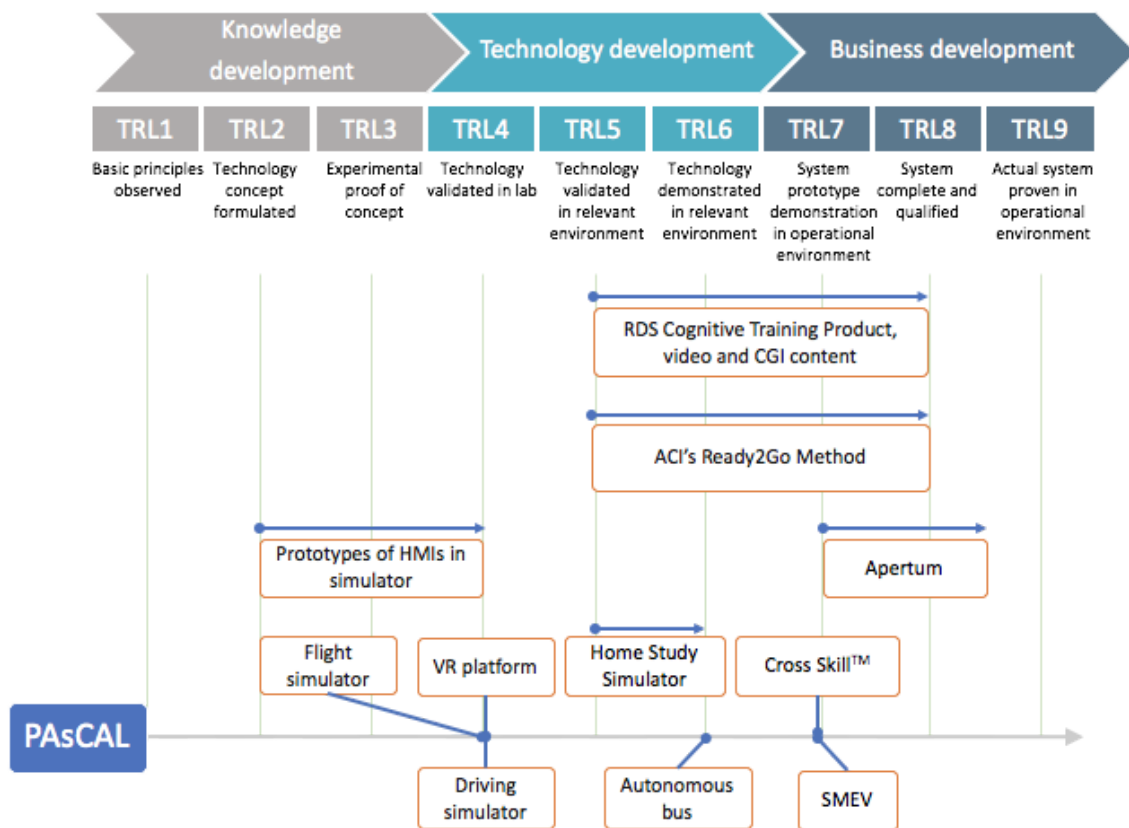 Knowledge
development
Technology development
Business development
TRL1
TRL2
TRL3
TRL4
TRL5
TRL6
TRL7
TRL8
TRL9
Basic principles
observed
Technology
concept
formulated
Experimental
proof of
concept
Technology
validated in lab
Technology
validated
in relevant
environment
Technology
demonstrated
in relevant
environment
System
prototype
demonstration
in operational
environment
System
complete and
qualified
Actual system
proven in
operational
environment
RDS Cognitive Training Product,
video and CGI content
ACI's Ready2Go Method
Prototypes of HMIs in
simulator
Apertum
Flight
simulator
VR platform
Home Study
Simulator
Cross Skill™
PAsCAL
Driving
simulator
Autonomous
bus
SMEV